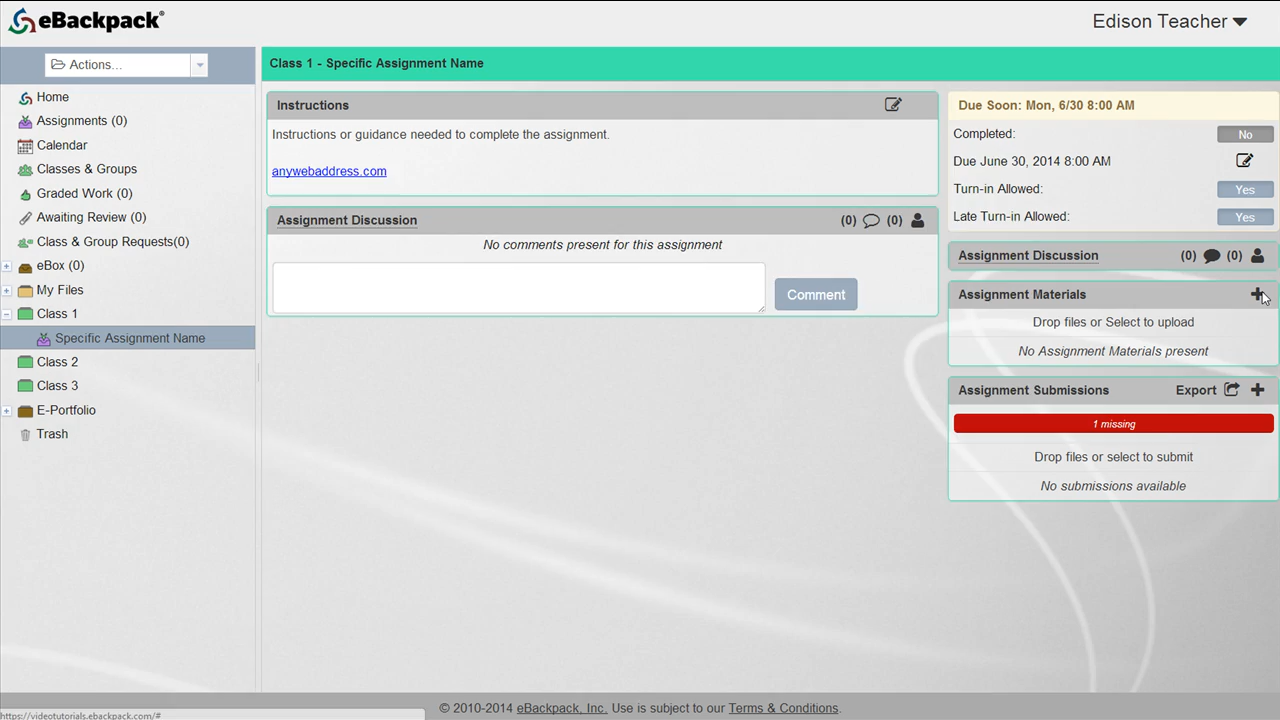 eBackpack®
Edison Teacher
Actions...
Home
Assignments (0)
Calendar
Classes & Groups
Graded Work (0)
Awaiting Review (0)
Class & Group Requests(0)
eBox (0)
My Files
Class 1
Specific Assignment Name
Class 2
Class 3
E-Portfolio
Trash
Class 1 - Specific Assignment Name
Instructions
Instructions or guidance needed to complete the assignment.
anywebaddress.com
Assignment Discussion (0) (0)
No comments present for this assignment
Comment
Due Soon: Mon, 6/30 8:00 AM
Completed: No
Due June 30, 2014 8:00 AM
Turn-in Allowed: Yes
Late Turn-in Allowed: Yes
Assignment Discussion (0) (0)
Assignment Materials
Drop files or Select to upload
No Assignment Materials present
Assignment Submissions Export
1 missing
Drop files or select to submit
No submissions available
© 2010-2014 eBackpack, Inc. Use is subject to our Terms & Conditions.
https://videotutorials.ebackpack.com/#